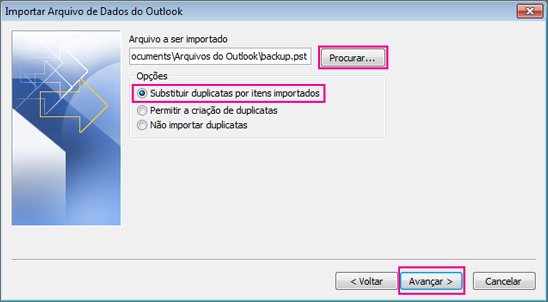 Importar Arquivo de Dados do Outlook
Arquivo a ser importado
ocuments\Arquivos do Outlook\backup.pst
Procurar...
Opções
Substituir duplicatas por itens importados
Permitir a criação de duplicatas
Não importar duplicatas
< Voltar
Avançar >
Cancelar